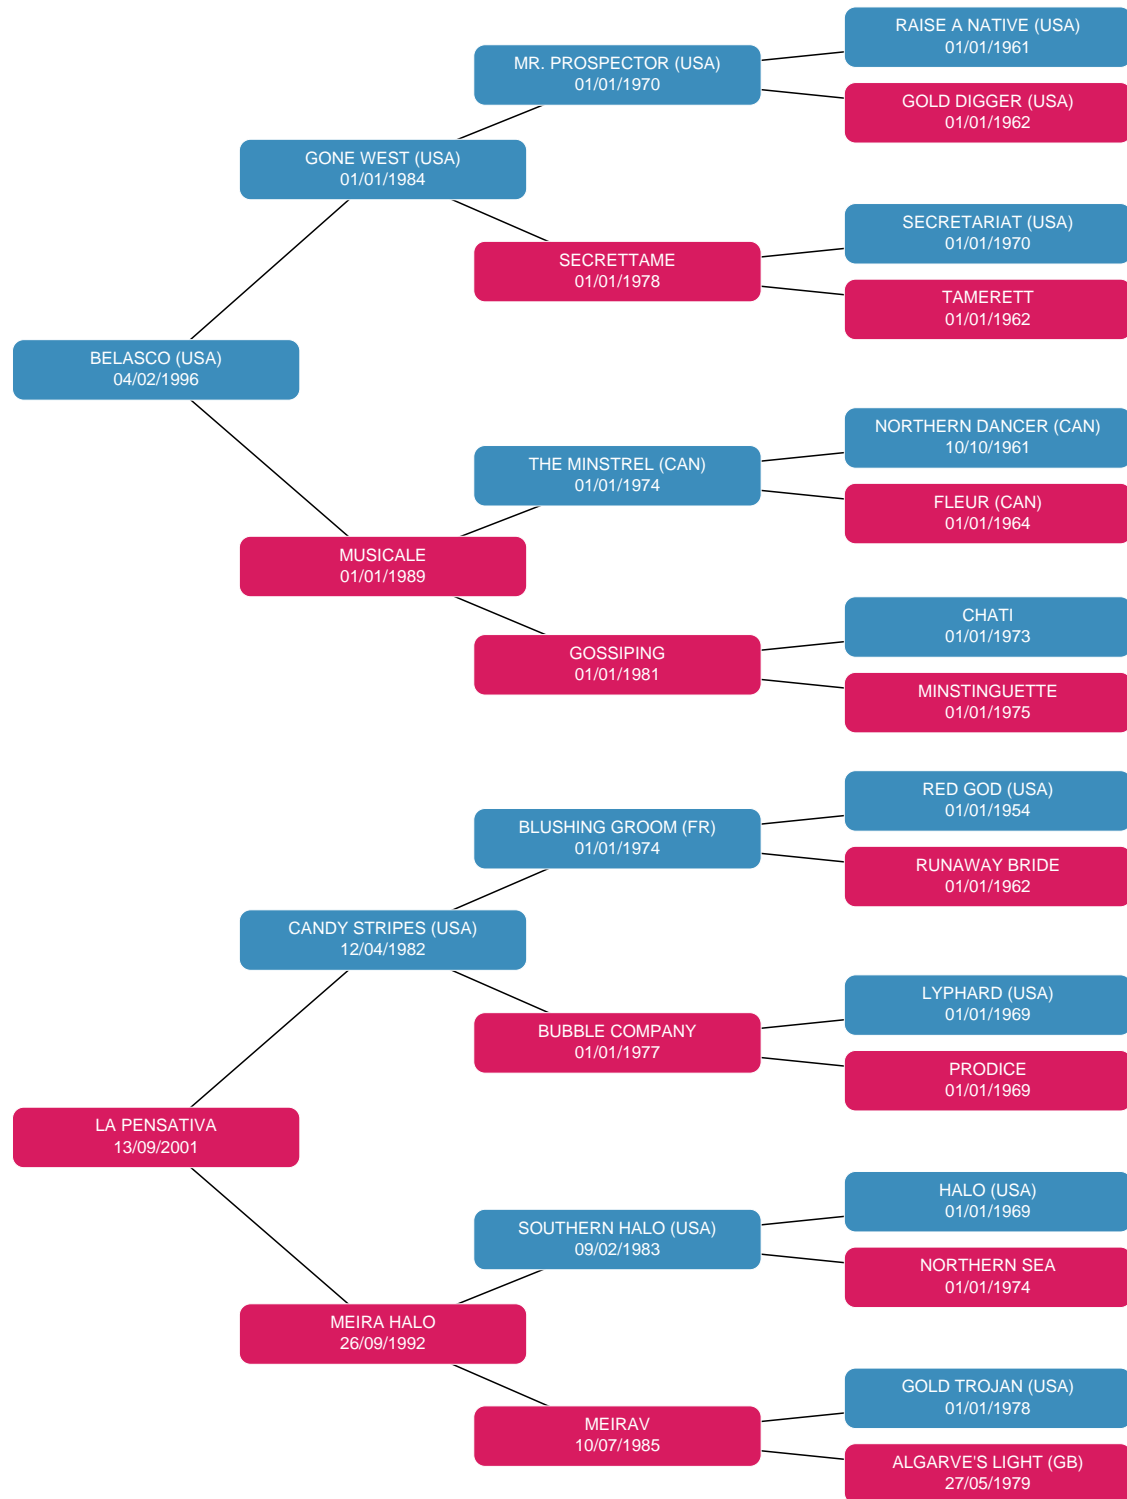 RAISE A NATIVE (USA)
01/01/1961
MR. PROSPECTOR (USA)
01/01/1970
GOLD DIGGER (USA)
01/01/1962
GONE WEST (USA)
01/01/1984
SECRETARIAT (USA)
01/01/1970
SECRETTAME
01/01/1978
TAMERETT
01/01/1962
BELASCO (USA)
04/02/1996
NORTHERN DANCER (CAN)
10/10/1961
THE MINSTREL (CAN)
01/01/1974
FLEUR (CAN)
01/01/1964
MUSICALE
01/01/1989
CHATI
01/01/1973
GOSSIPING
01/01/1981
MINSTINGUETTE
01/01/1975
RED GOD (USA)
01/01/1954
BLUSHING GROOM (FR)
01/01/1974
RUNAWAY BRIDE
01/01/1962
CANDY STRIPES (USA)
12/04/1982
LYPHARD (USA)
01/01/1969
BUBBLE COMPANY
01/01/1977
PRODICE
01/01/1969
LA PENSATIVA
13/09/2001
HALO (USA)
01/01/1969
SOUTHERN HALO (USA)
09/02/1983
NORTHERN SEA
01/01/1974
MEIRA HALO
26/09/1992
GOLD TROJAN (USA)
01/01/1978
MEIRAV
10/07/1985
ALGARVE'S LIGHT (GB)
27/05/1979